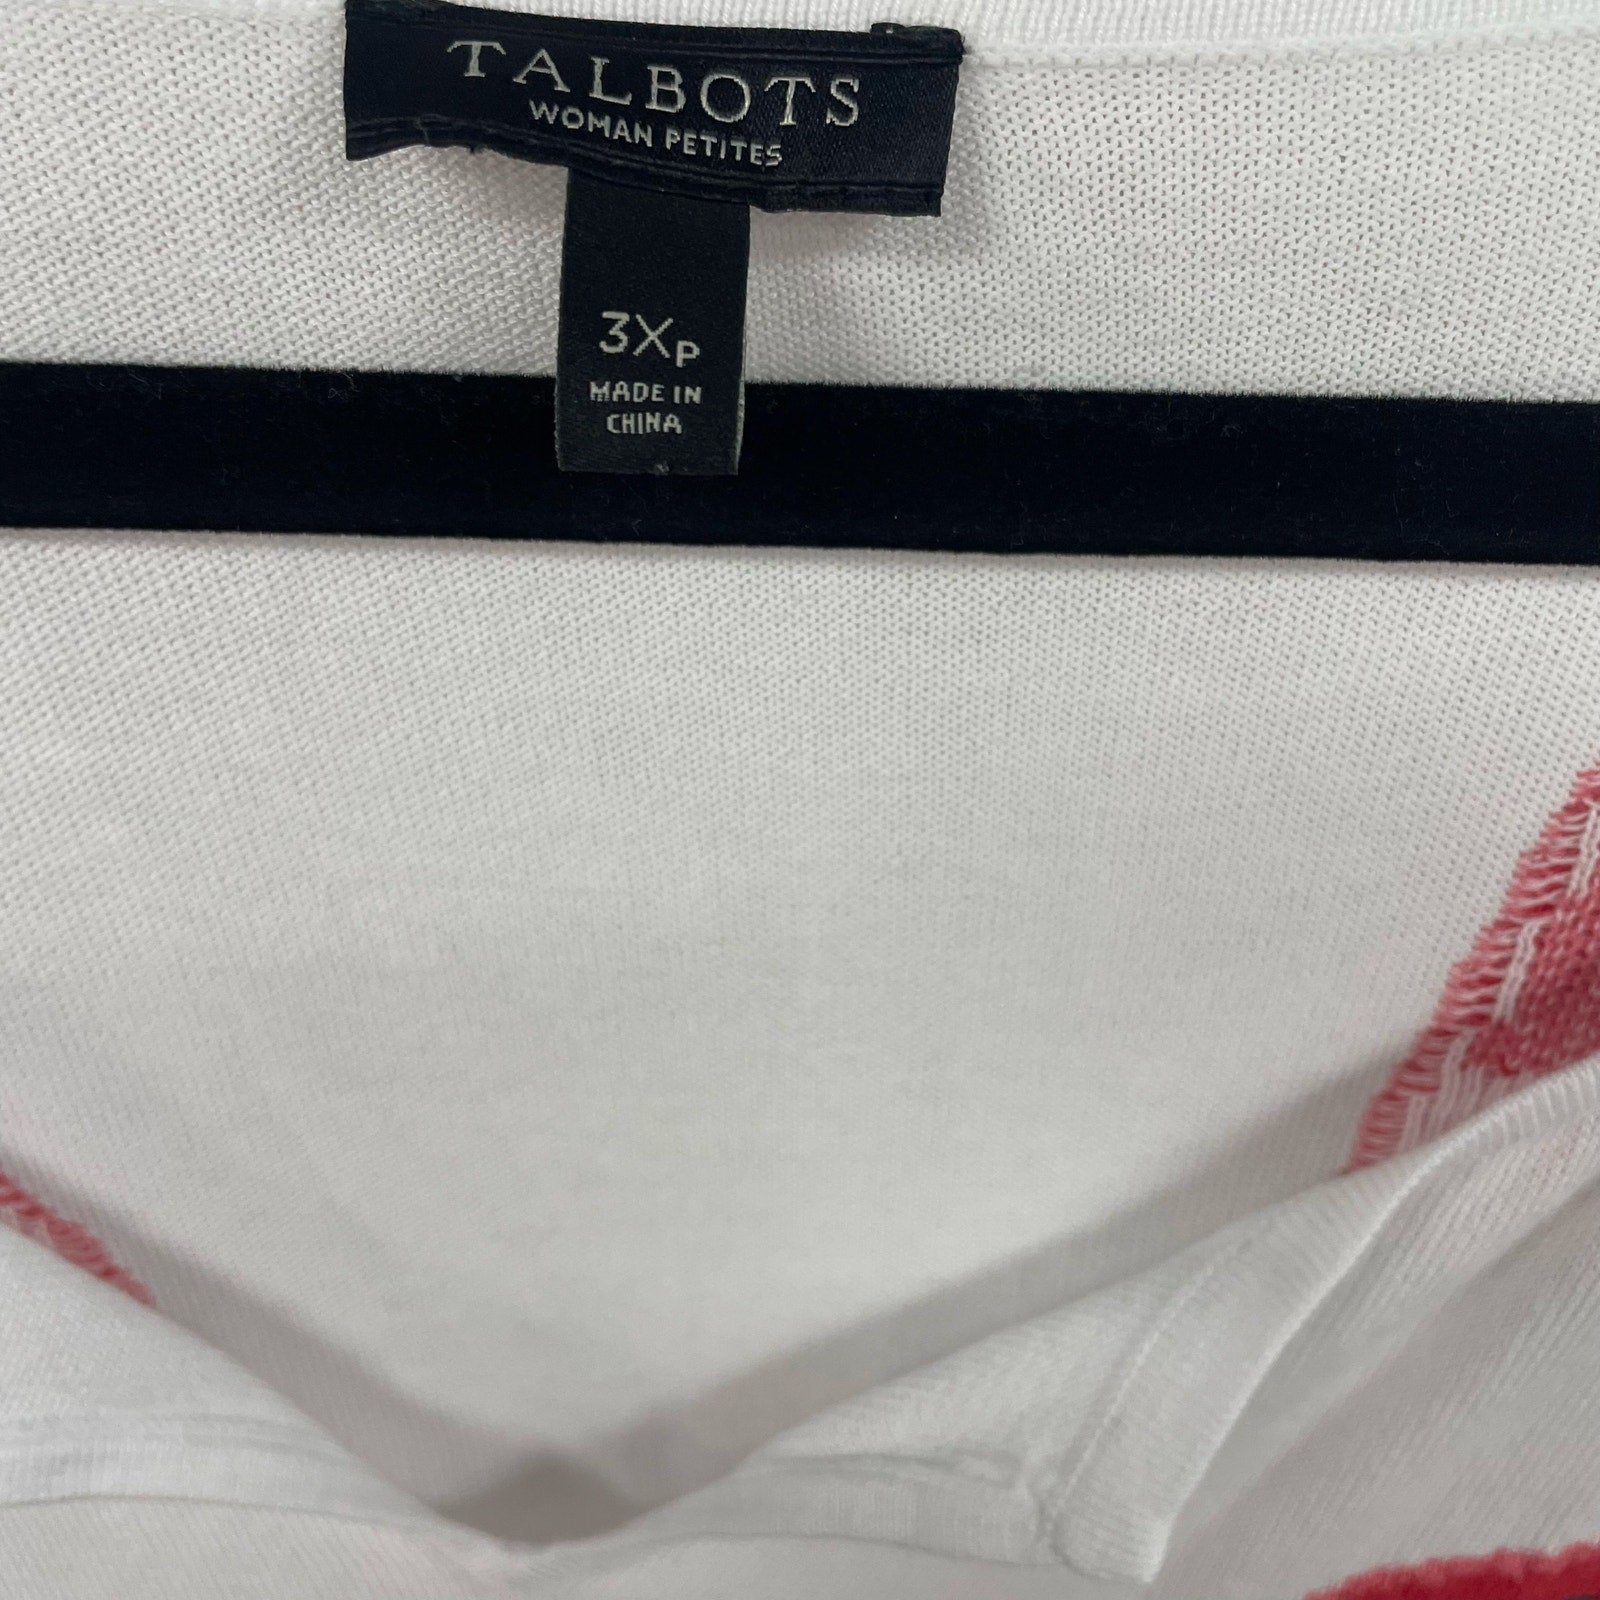 TALBOTS
WOMAN PETITES
3XP
MADE IN
CHINA